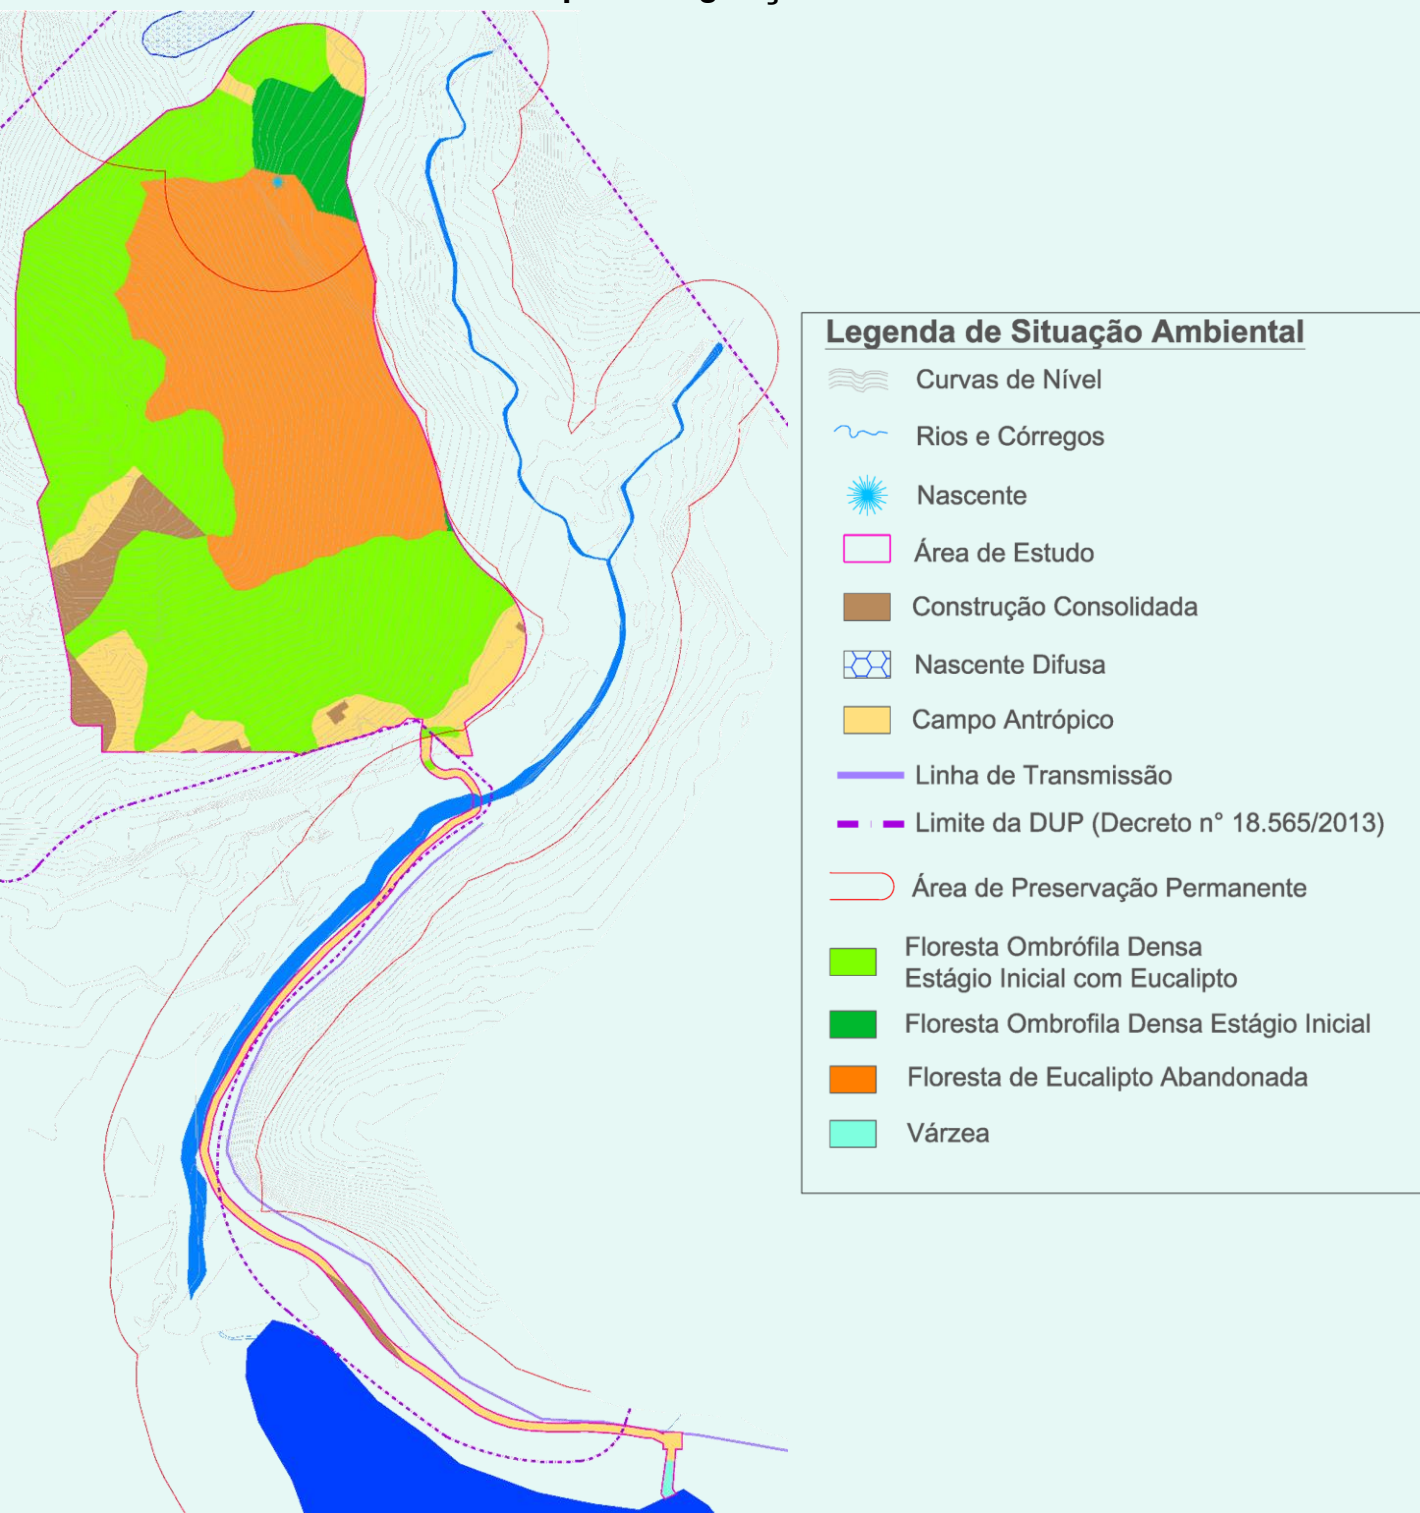 Legenda de Situação Ambiental
Curvas de Nível
Rios e Córregos
Nascente
Área de Estudo
Construção Consolidada
Nascente Difusa
Campo Antrópico
Linha de Transmissão
Limite da DUP (Decreto n° 18.565/2013)
Área de Preservação Permanente
Floresta Ombrófila Densa
Estágio Inicial com Eucalipto
Floresta Ombrofila Densa Estágio Inicial
Floresta de Eucalipto Abandonada
Várzea